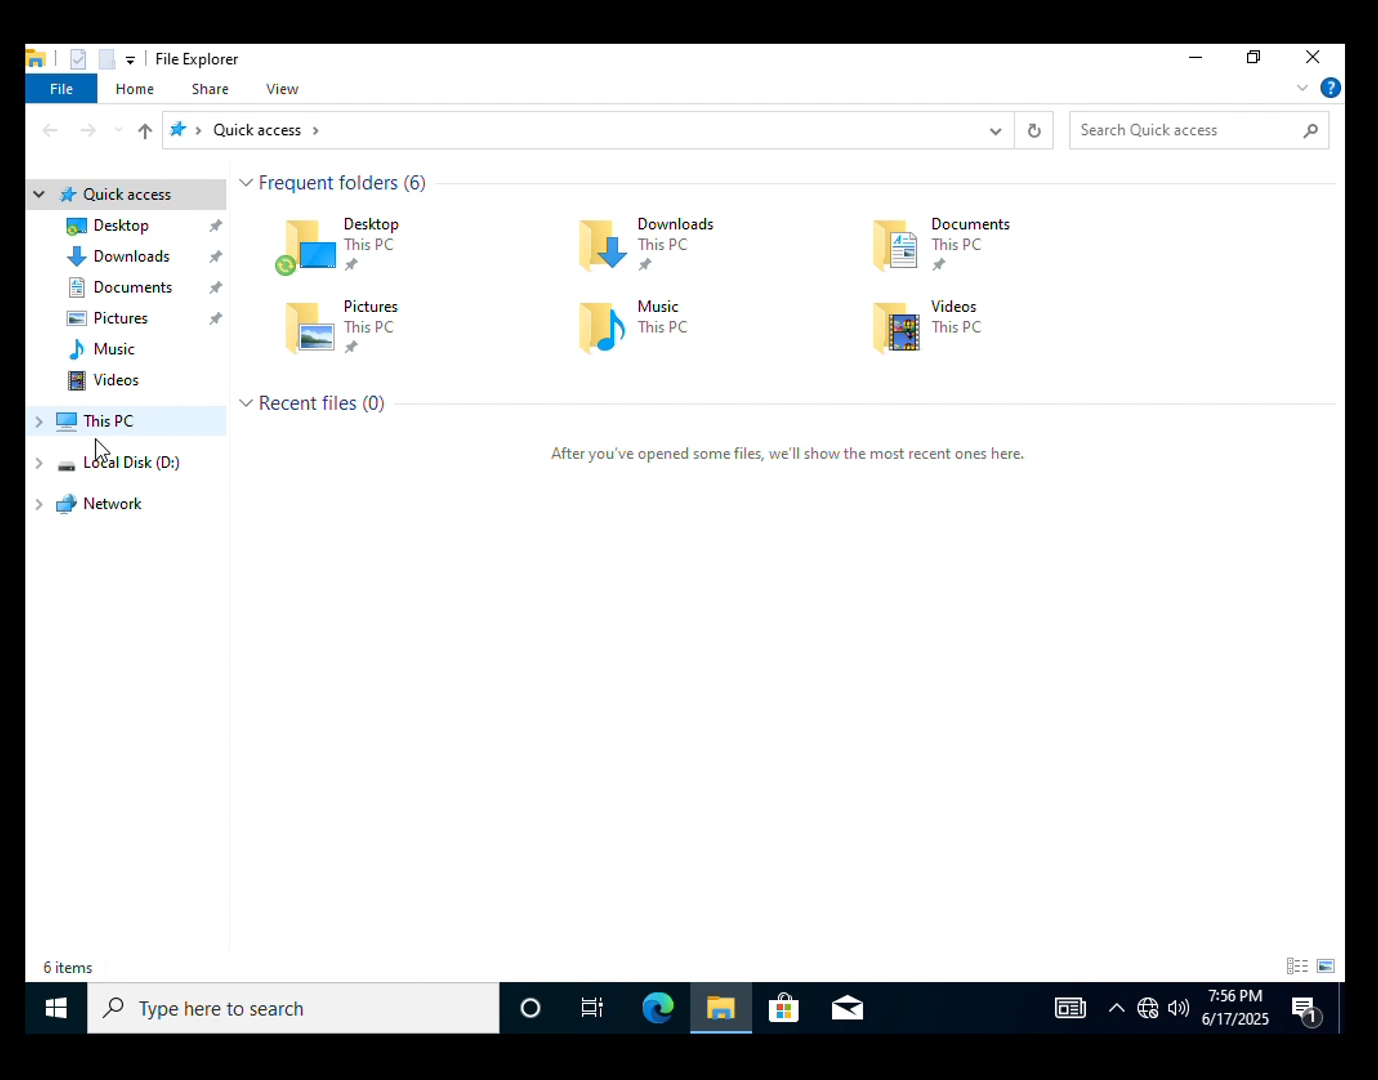 File Explorer
File Home Share View
Quick access
Search Quick access
Quick access
Desktop
Downloads
Documents
Pictures
Music
Videos
This PC
Local Disk (D:)
Network
Frequent folders (6)
Desktop
This PC
Downloads
This PC
Documents
This PC
Pictures
This PC
Music
This PC
Videos
This PC
Recent files (0)
After you've opened some files, we'll show the most recent ones here.
6 items
Type here to search
7:56 PM
6/17/2025
1